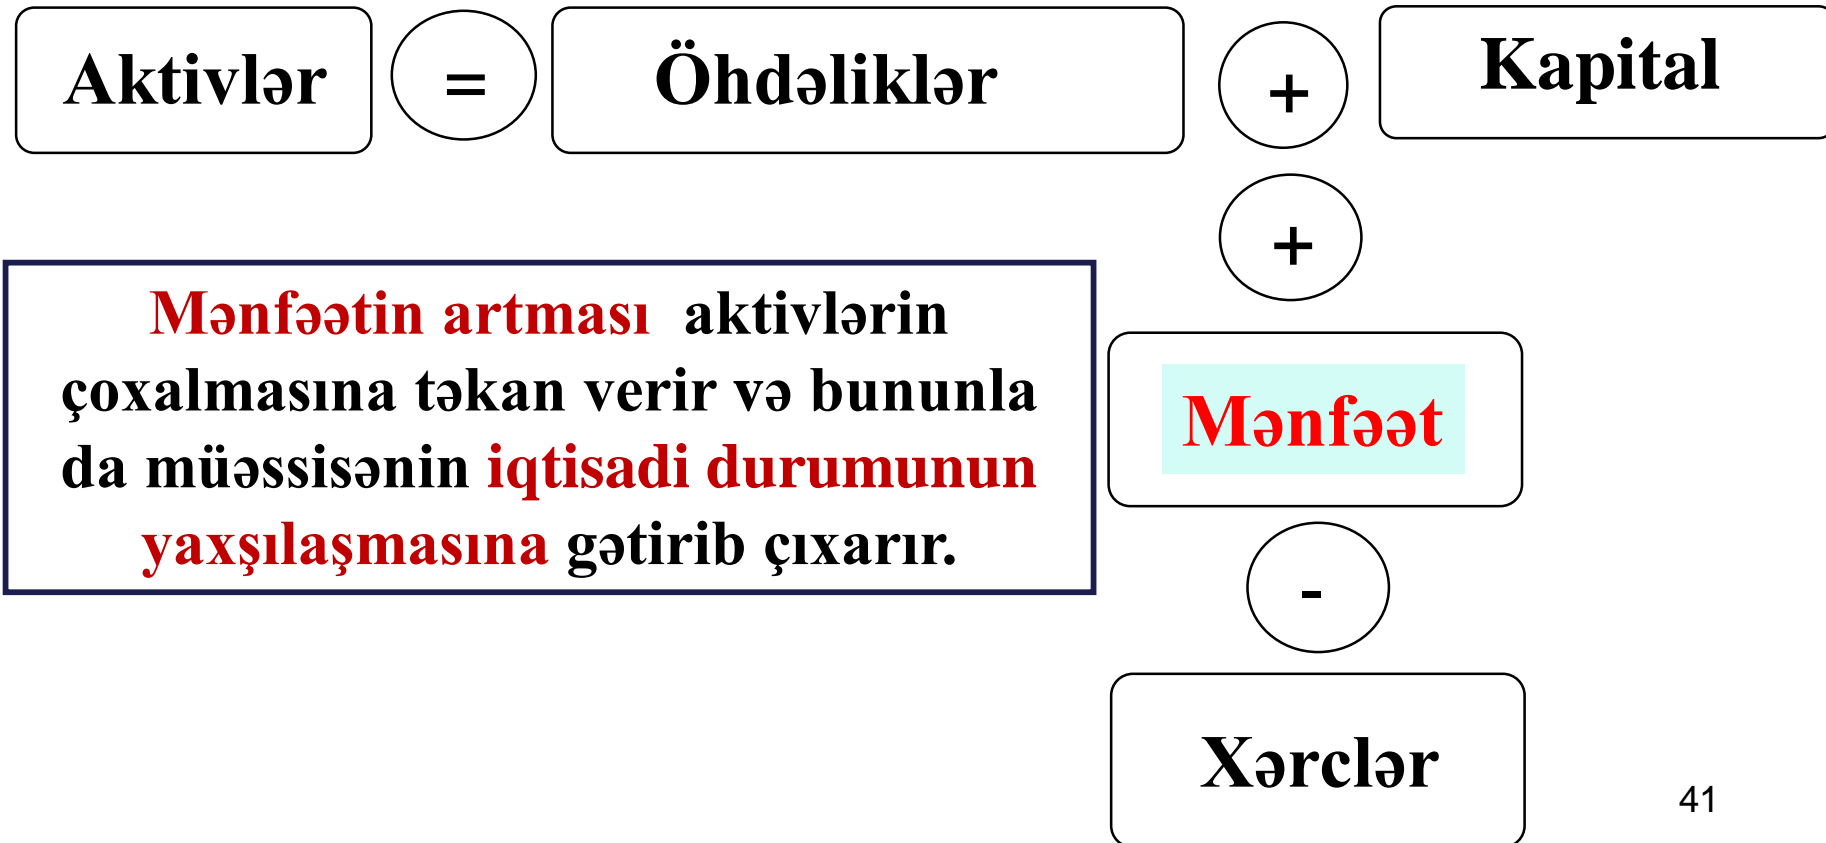 Aktivlər = Öhdəliklər + Kapital
+
Mənfəətin artması aktivlərin
çoxalmasına təkan verir və bununla
da müəssisənin iqtisadi durumunun
yaxşılaşmasına gətirib çıxarır.
Mənfəət
-
Xərclər
41